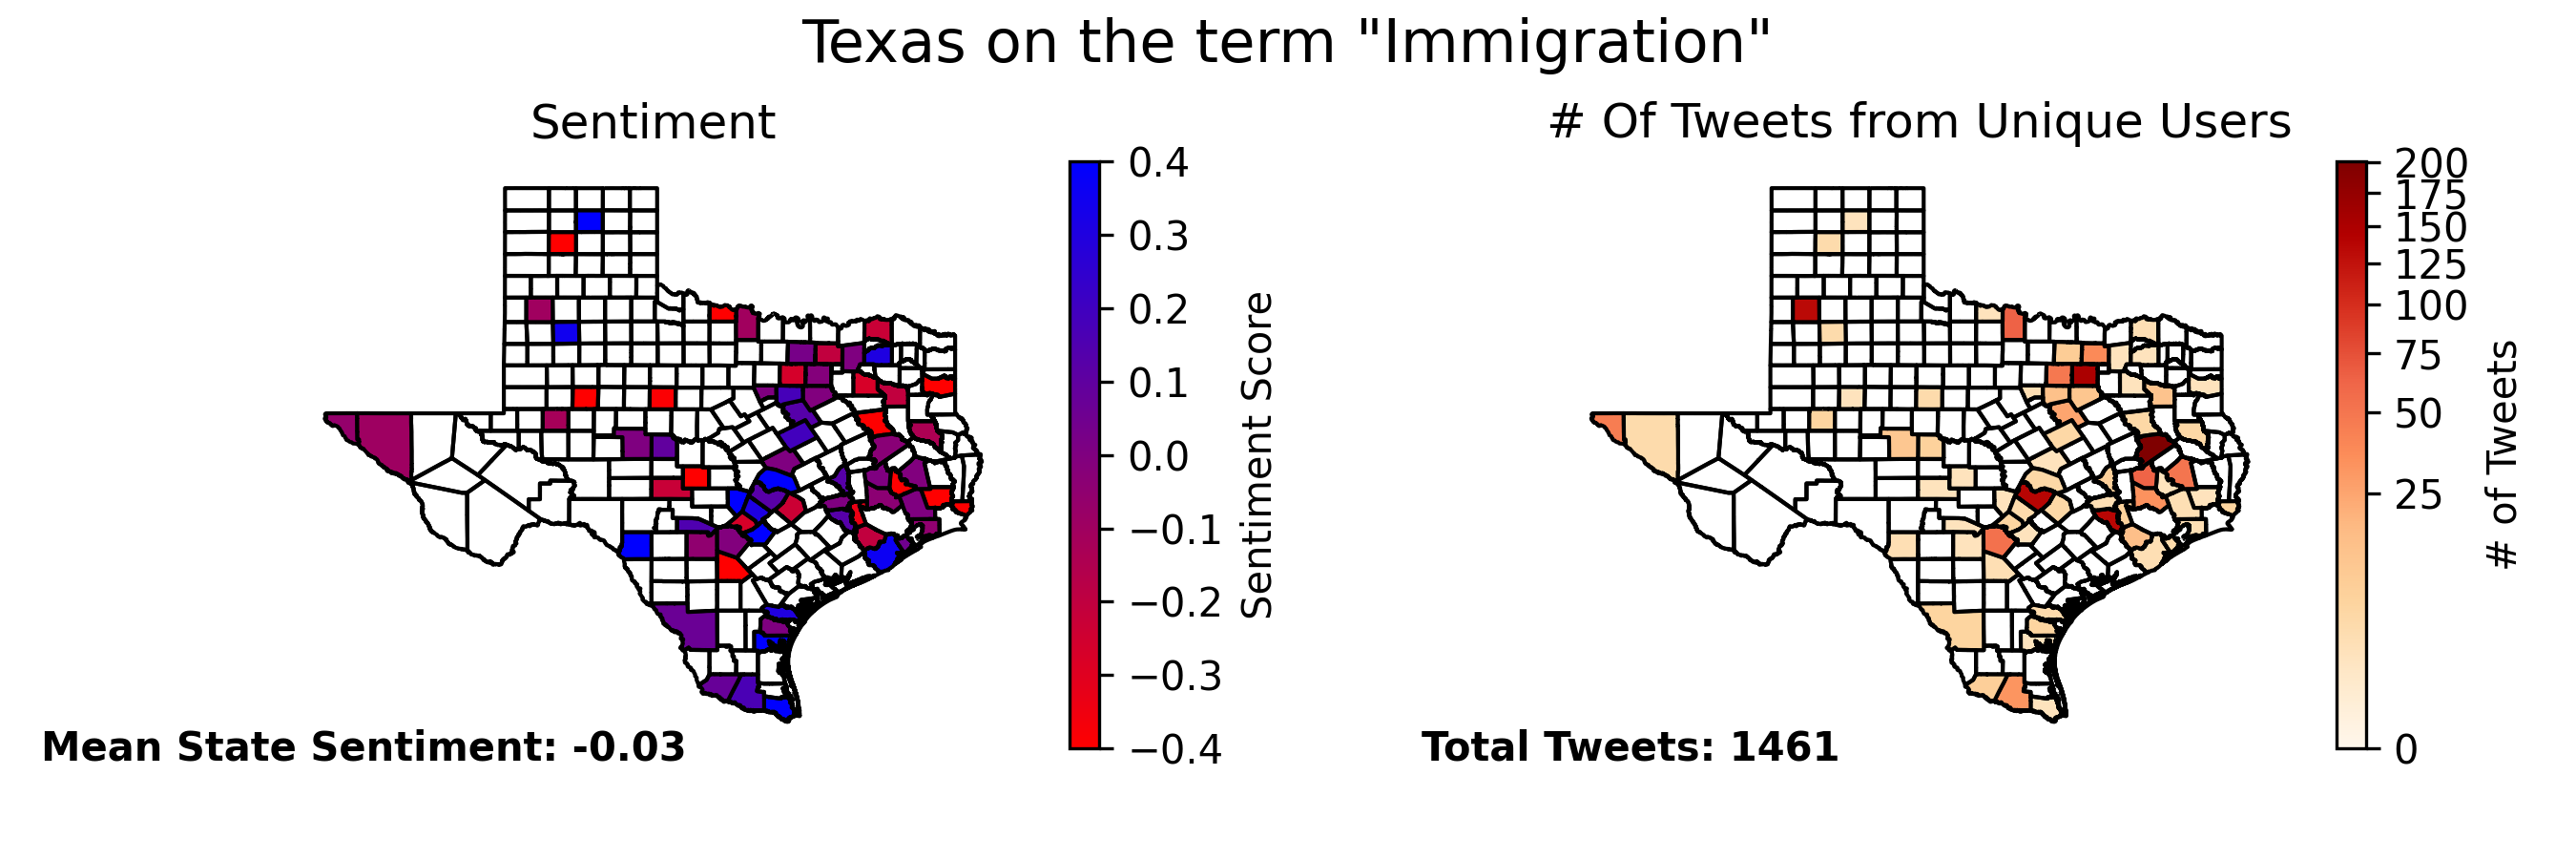 Texas on the term "Immigration"
Sentiment
0.4
0.3
0.2
0.1
0.0
−0.1
−0.2
−0.3
−0.4
Sentiment Score
Mean State Sentiment: -0.03
# Of Tweets from Unique Users
200
175
150
125
100
75
50
25
0
# of Tweets
Total Tweets: 1461